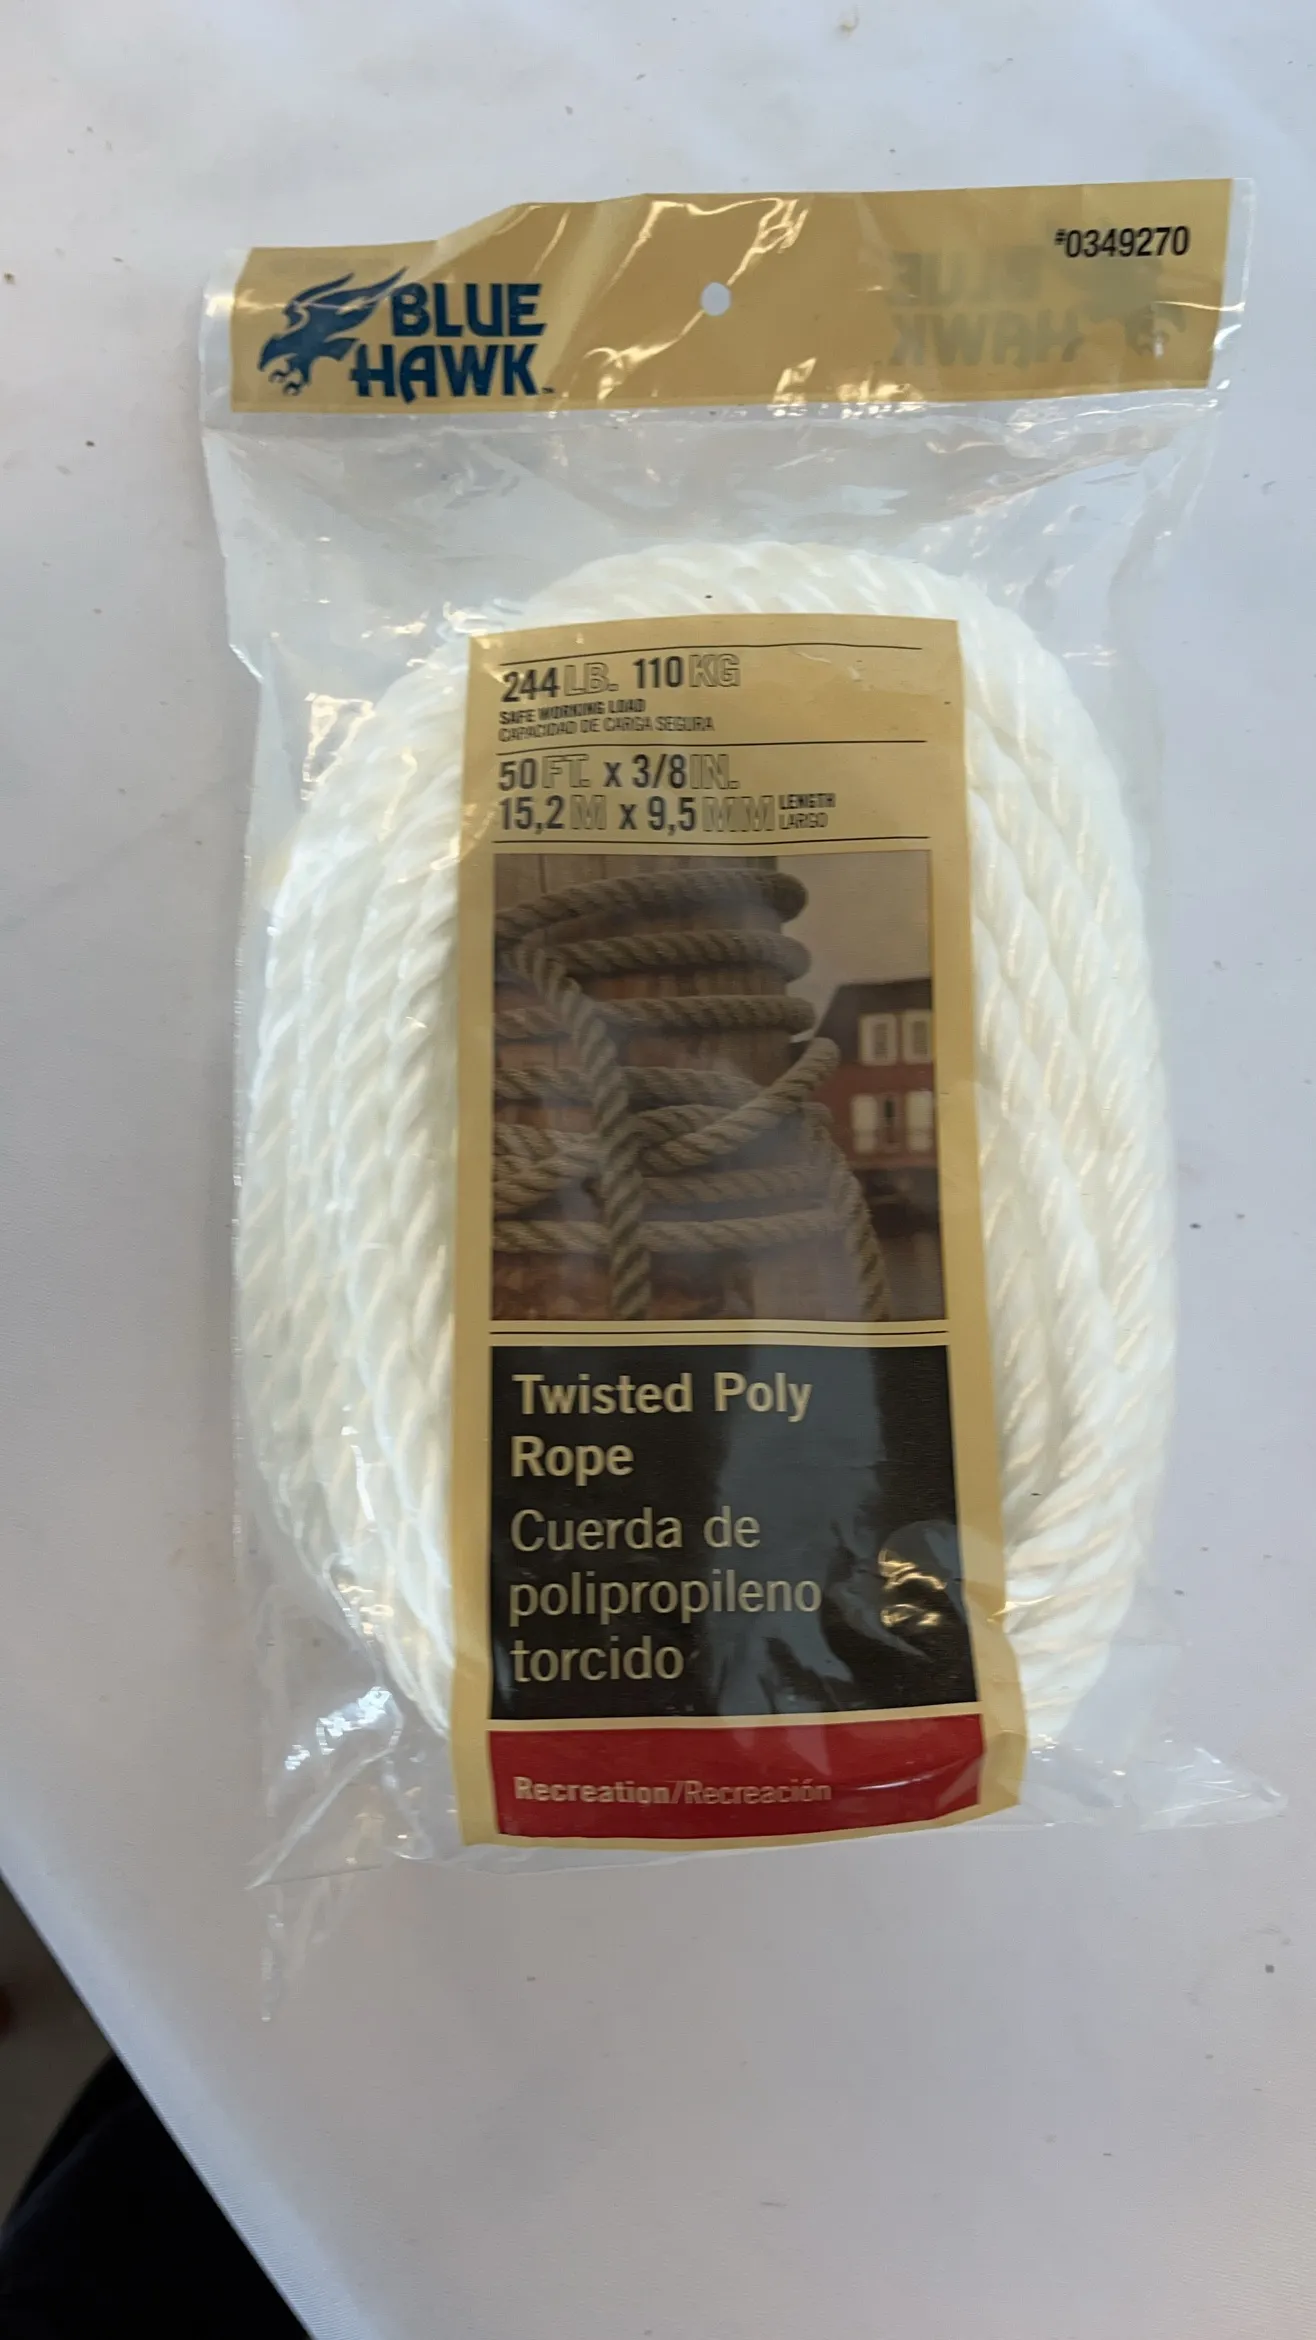 BLUE
HAWK™
#0349270
244 LB. 110 KG
SAFE WORKING LOAD
CAPACIDAD DE CARGA SEGURA
50 FT. x 3/8 IN.
15,2 M x 9,5 MM LENGTH
LARGO
Twisted Poly
Rope
Cuerda de
polipropileno
torcido
Recreation/Recreación